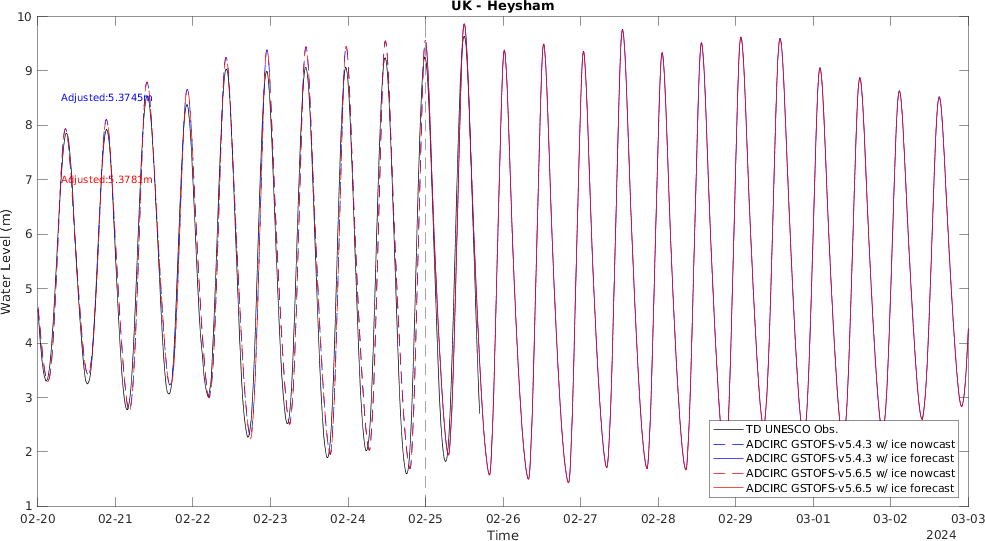 UK - Heysham
10
9
8
7
6
5
4
3
2
1
Water Level (m)
Adjusted:5.3745m
Adjusted:5.3781m
TD UNESCO Obs.
ADCIRC GSTOFS-v5.4.3 w/ ice nowcast
ADCIRC GSTOFS-v5.4.3 w/ ice forecast
ADCIRC GSTOFS-v5.6.5 w/ ice nowcast
ADCIRC GSTOFS-v5.6.5 w/ ice forecast
02-20 02-21 02-22 02-23 02-24 02-25 02-26 02-27 02-28 02-29 03-01 03-02 03-03
Time
2024